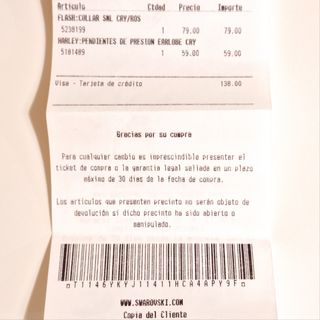 Artículo Ctdad Precio Importe
FLASH:COLLAR SML CRY/ROS
5238199 1 79.00 79.00
HARLEY:PENDIENTES DE PRESION EARLOBE CRY
5181489 1 59.00 59.00
Visa - Tarjeta de crédito 138.00
Gracias por su compra
Para cualquier cambio es imprescindible presentar el
ticket de compra o la garantía legal sellada en un plazo
máximo de 30 días de la fecha de compra.
Los artículos que presenten precinto no serán objeto de
devolución si dicho precinto ha sido abierto o
manipulado.
WWW.SWAROVSKI.COM
Copia del Cliente